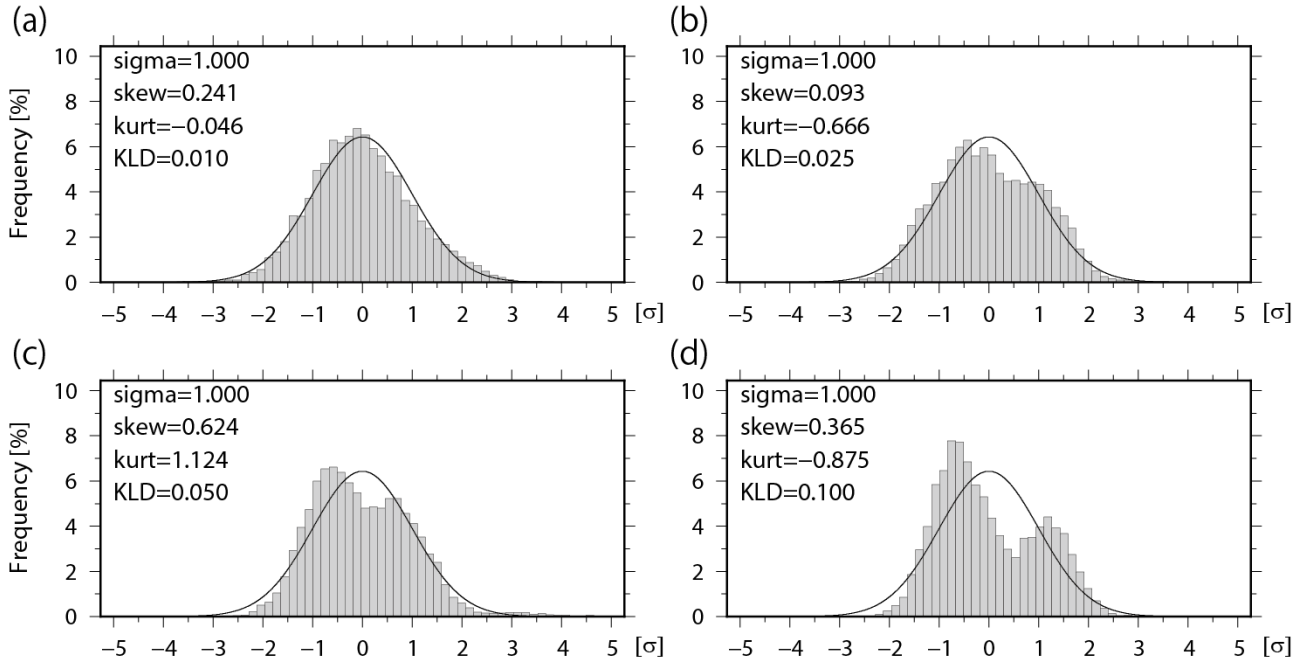 (a)
10
8
6
4
2
0
Frequency [%]
sigma=1.000
skew=0.241
kurt=−0.046
KLD=0.010
−5 −4 −3 −2 −1 0 1 2 3 4 5 [σ]
(b)
10
8
6
4
2
0
sigma=1.000
skew=0.093
kurt=−0.666
KLD=0.025
−5 −4 −3 −2 −1 0 1 2 3 4 5 [σ]
(c)
10
8
6
4
2
0
Frequency [%]
sigma=1.000
skew=0.624
kurt=1.124
KLD=0.050
−5 −4 −3 −2 −1 0 1 2 3 4 5 [σ]
(d)
10
8
6
4
2
0
sigma=1.000
skew=0.365
kurt=−0.875
KLD=0.100
−5 −4 −3 −2 −1 0 1 2 3 4 5 [σ]